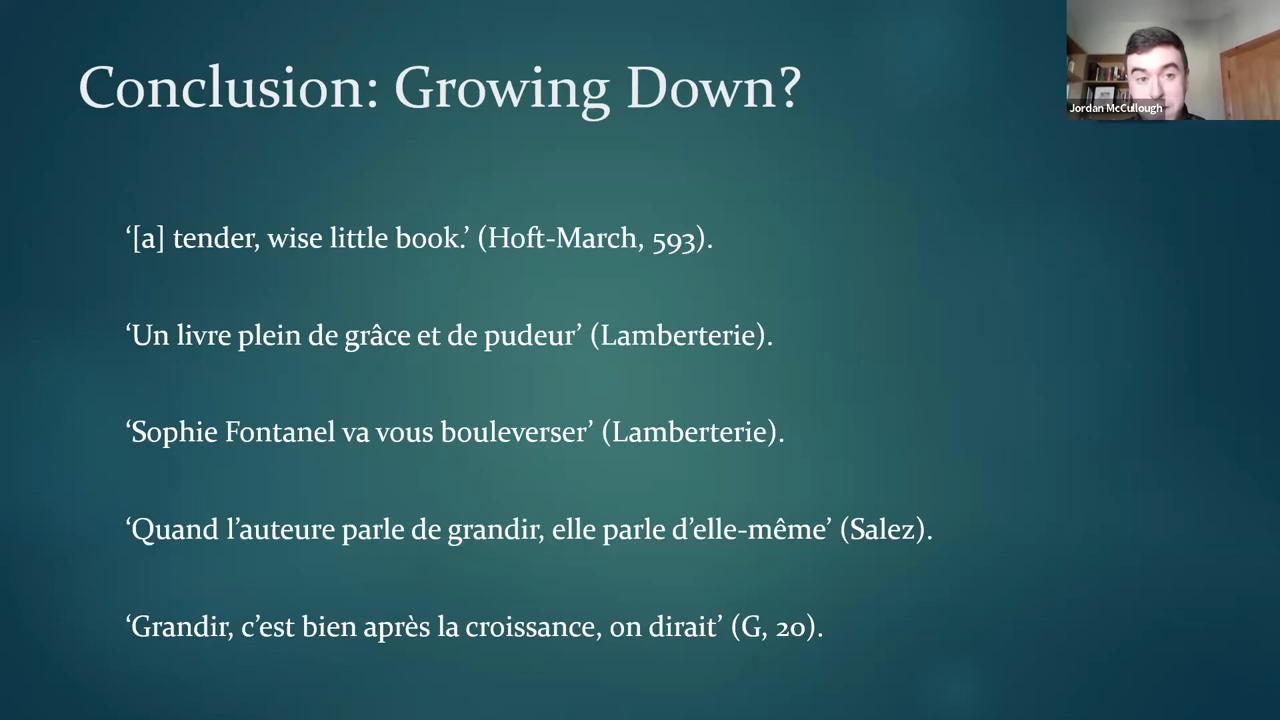 Conclusion: Growing Down?
Jordan McCullough
‘[a] tender, wise little book.’ (Hoft-March, 593).
‘Un livre plein de grâce et de pudeur’ (Lamberterie).
‘Sophie Fontanel va vous bouleverser’ (Lamberterie).
‘Quand l’auteure parle de grandir, elle parle d’elle-même’ (Salez).
‘Grandir, c’est bien après la croissance, on dirait’ (G, 20).